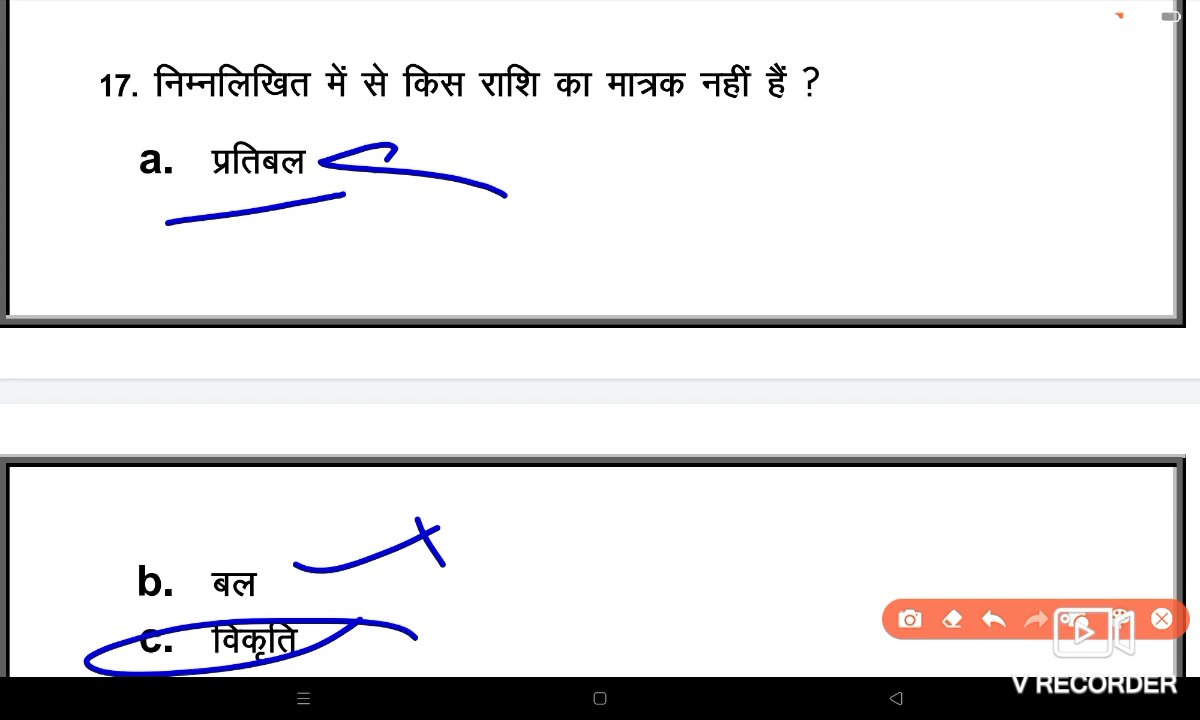 17. निम्नलिखित में से किस राशि का मात्रक नहीं हैं ?
a. प्रतिबल
b. बल
c. विकृति
V RECORDER